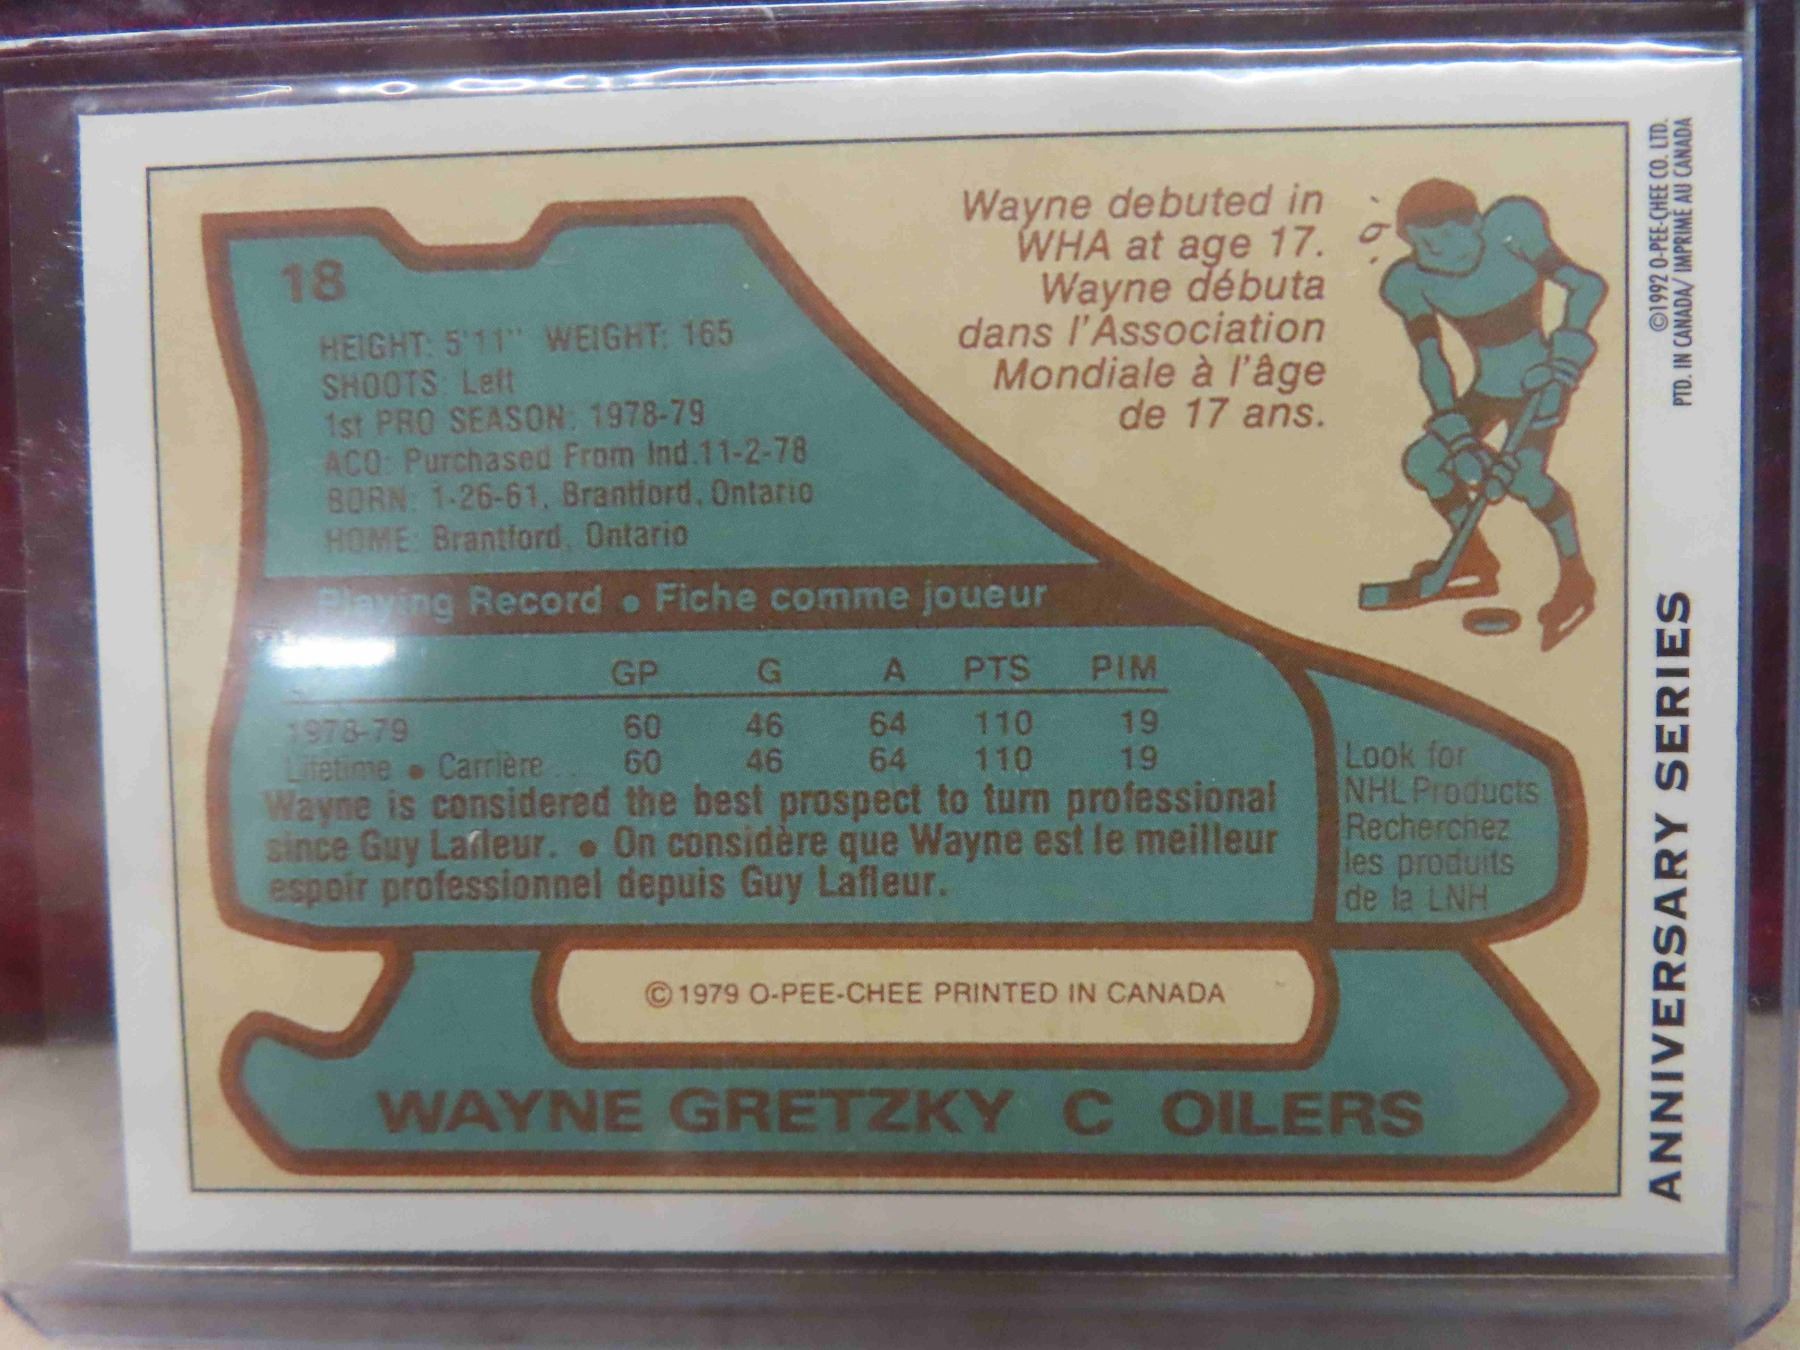 18
HEIGHT: 5'11" WEIGHT: 165
SHOOTS: Left
1st PRO SEASON: 1978-79
ACQ: Purchased From Ind.11-2-78
BORN: 1-26-61, Brantford, Ontario
HOME: Brantford, Ontario
Wayne debuted in
WHA at age 17.
Wayne débuta
dans l'Association
Mondiale à l'âge
de 17 ans.
Playing Record • Fiche comme joueur
GP G A PTS PIM
1978-79 60 46 64 110 19
Lifetime • Carrière .. 60 46 64 110 19
Wayne is considered the best prospect to turn professional
since Guy Lafleur. • On considère que Wayne est le meilleur
espoir professionnel depuis Guy Lafleur.
Look for
NHL Products
Recherchez
les produits
de la LNH
©1979 O-PEE-CHEE PRINTED IN CANADA
WAYNE GRETZKY C OILERS
©1992 O-PEE-CHEE CO. LTD.
PTD. IN CANADA/ IMPRIME AU CANADA
ANNIVERSARY SERIES